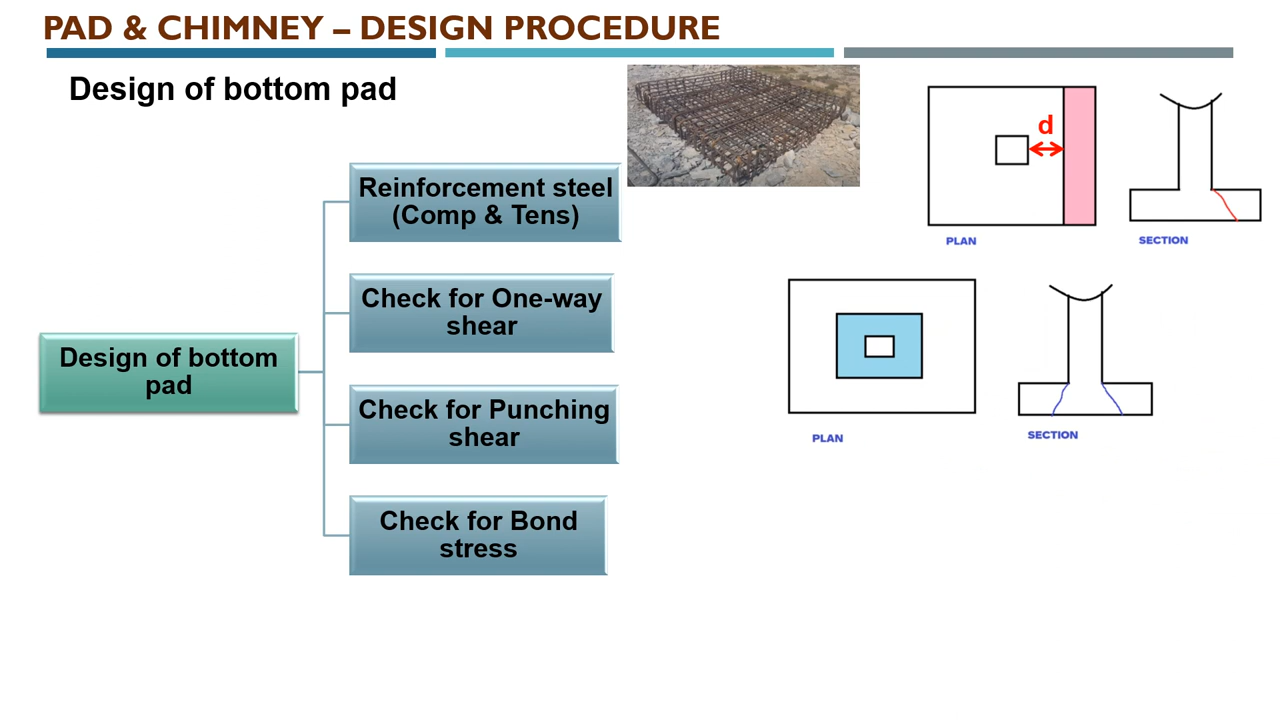 PAD & CHIMNEY – DESIGN PROCEDURE
Design of bottom pad
Design of bottom
pad
Reinforcement steel
(Comp & Tens)
Check for One-way
shear
Check for Punching
shear
Check for Bond
stress
d
PLAN
SECTION
PLAN
SECTION